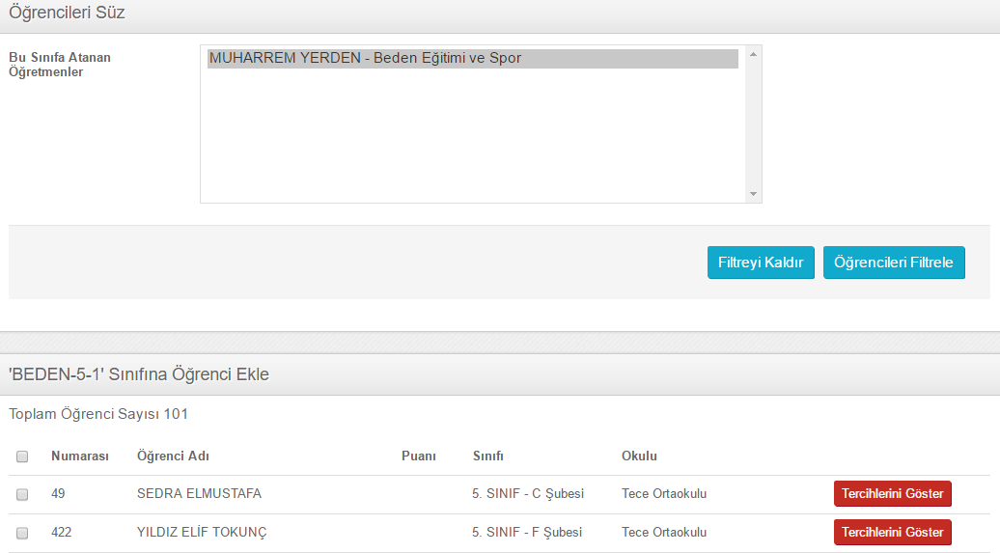 Öğrencileri Süz
Bu Sınıfa Atanan
Öğretmenler
MUHARREM YERDEN - Beden Eğitimi ve Spor
Filtreyi Kaldır Öğrencileri Filtrele
'BEDEN-5-1' Sınıfına Öğrenci Ekle
Toplam Öğrenci Sayısı 101
Numarası Öğrenci Adı Puanı Sınıfı Okulu
49 SEDRA ELMUSTAFA 5. SINIF - C Şubesi Tece Ortaokulu Tercihlerini Göster
422 YILDIZ ELİF TOKUNÇ 5. SINIF - F Şubesi Tece Ortaokulu Tercihlerini Göster